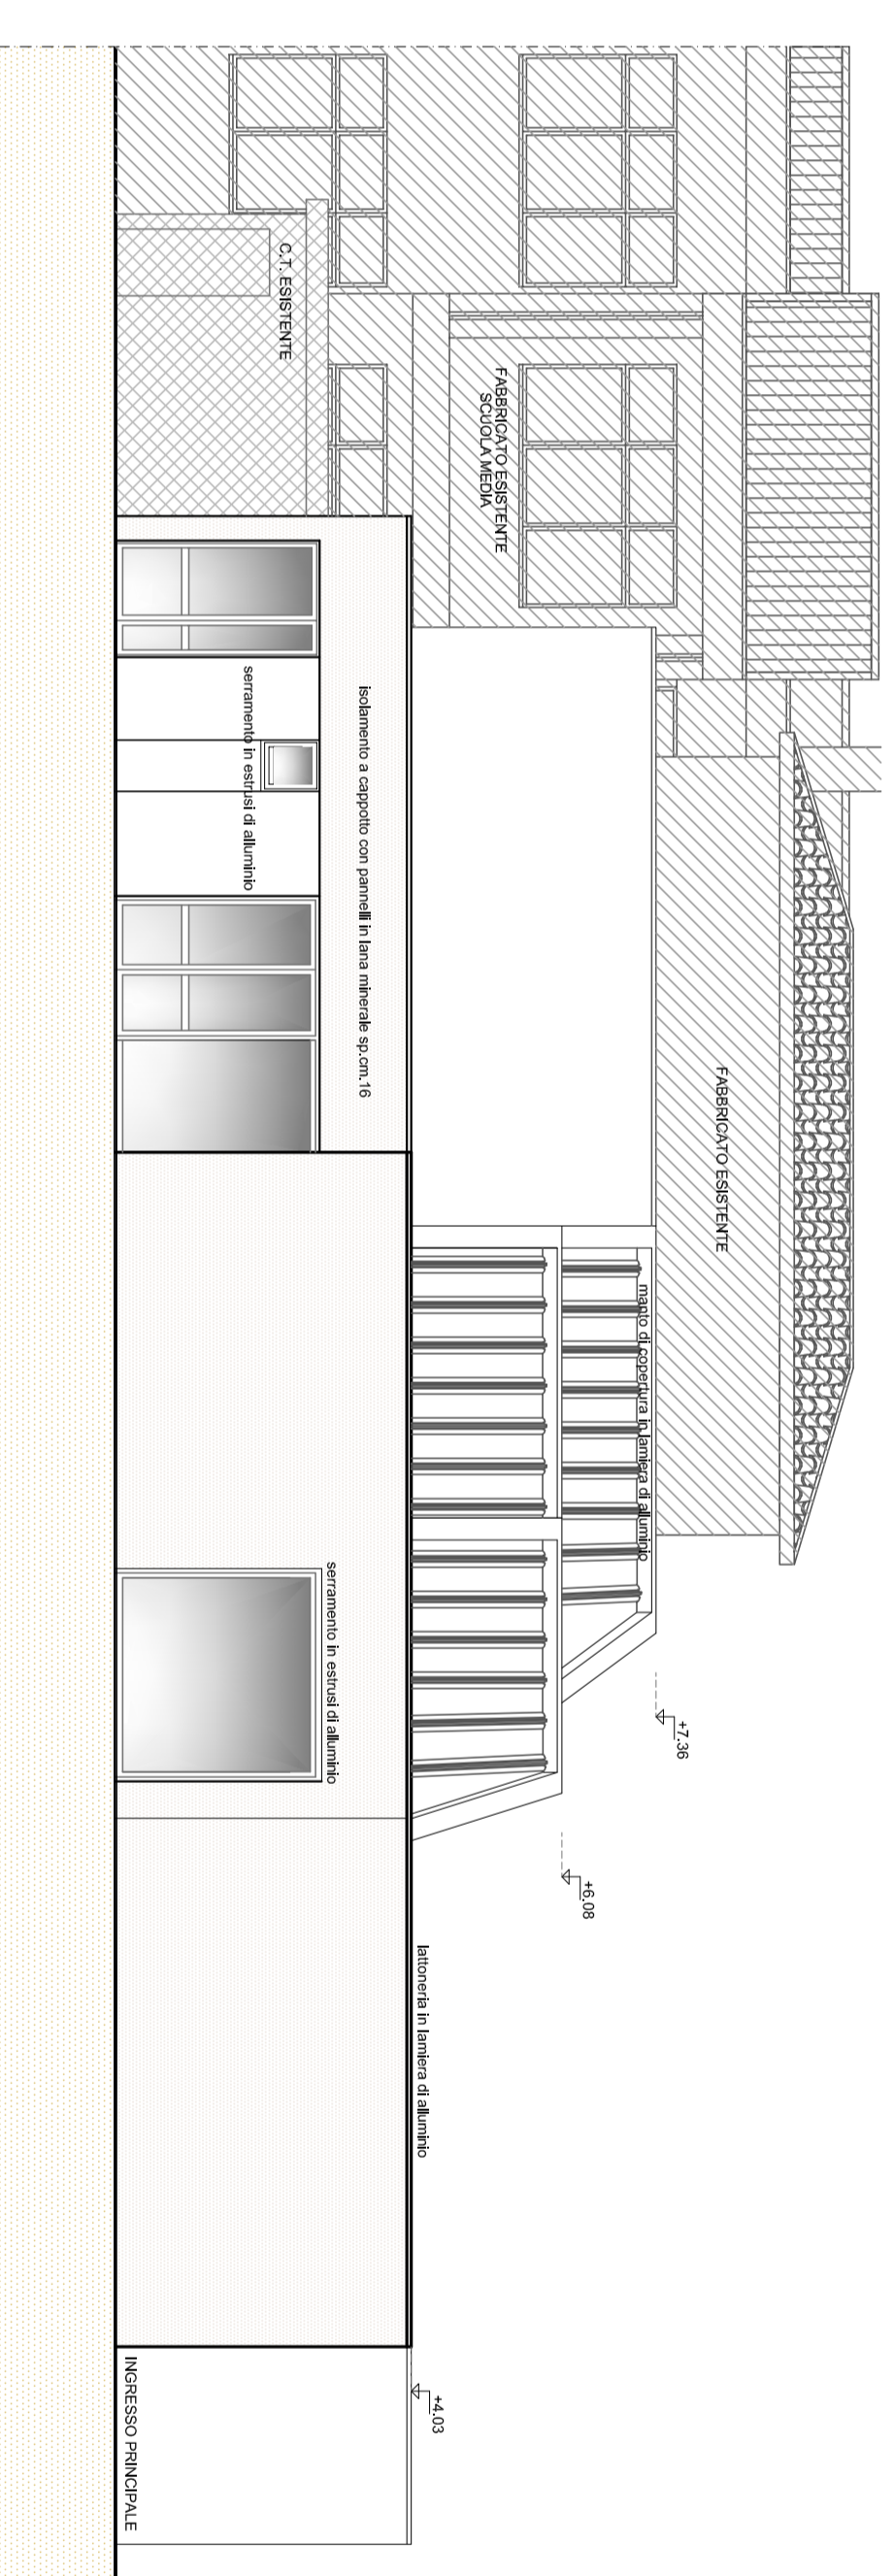 C.T. ESISTENTE
FABBRICATO ESISTENTE
SCUOLA MEDIA
FABBRICATO ESISTENTE
manto di copertura in lamiera di alluminio
+7.36
+6.08
isolamento a cappotto con pannelli in lana minerale sp.cm.16
serramento in estrusi di alluminio
serramento in estrusi di alluminio
lattoneria in lamiera di alluminio
+4.03
INGRESSO PRINCIPALE